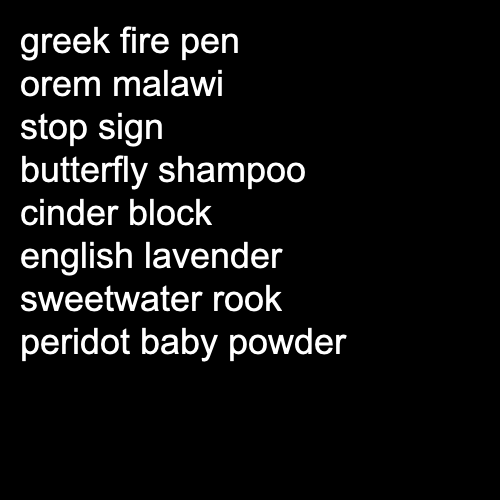 greek fire pen
orem malawi
stop sign
butterfly shampoo
cinder block
english lavender
sweetwater rook
peridot baby powder